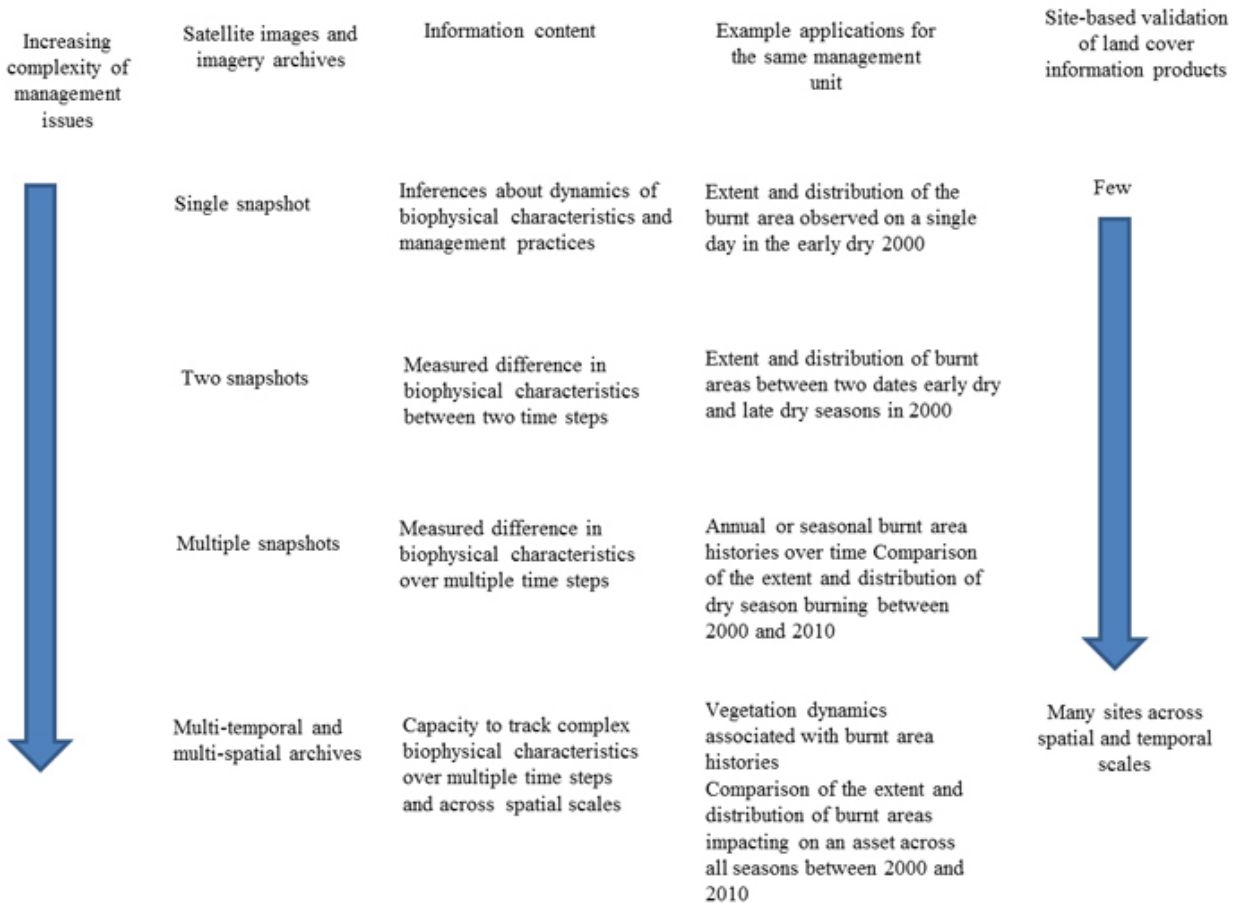 Increasing
complexity of
management
issues
Satellite images and
imagery archives
Information content
Example applications for
the same management
unit
Site-based validation
of land cover
information products
Single snapshot
Inferences about dynamics of
biophysical characteristics and
management practices
Extent and distribution of the
burnt area observed on a single
day in the early dry 2000
Few
Two snapshots
Measured difference in
biophysical characteristics
between two time steps
Extent and distribution of burnt
areas between two dates early dry
and late dry seasons in 2000
Multiple snapshots
Measured difference in
biophysical characteristics
over multiple time steps
Annual or seasonal burnt area
histories over time Comparison
of the extent and distribution of
dry season burning between
2000 and 2010
Multi-temporal and
multi-spatial archives
Capacity to track complex
biophysical characteristics
over multiple time steps
and across spatial scales
Vegetation dynamics
associated with burnt area
histories
Comparison of the extent and
distribution of burnt areas
impacting on an asset across
all seasons between 2000 and
2010
Many sites across
spatial and temporal
scales